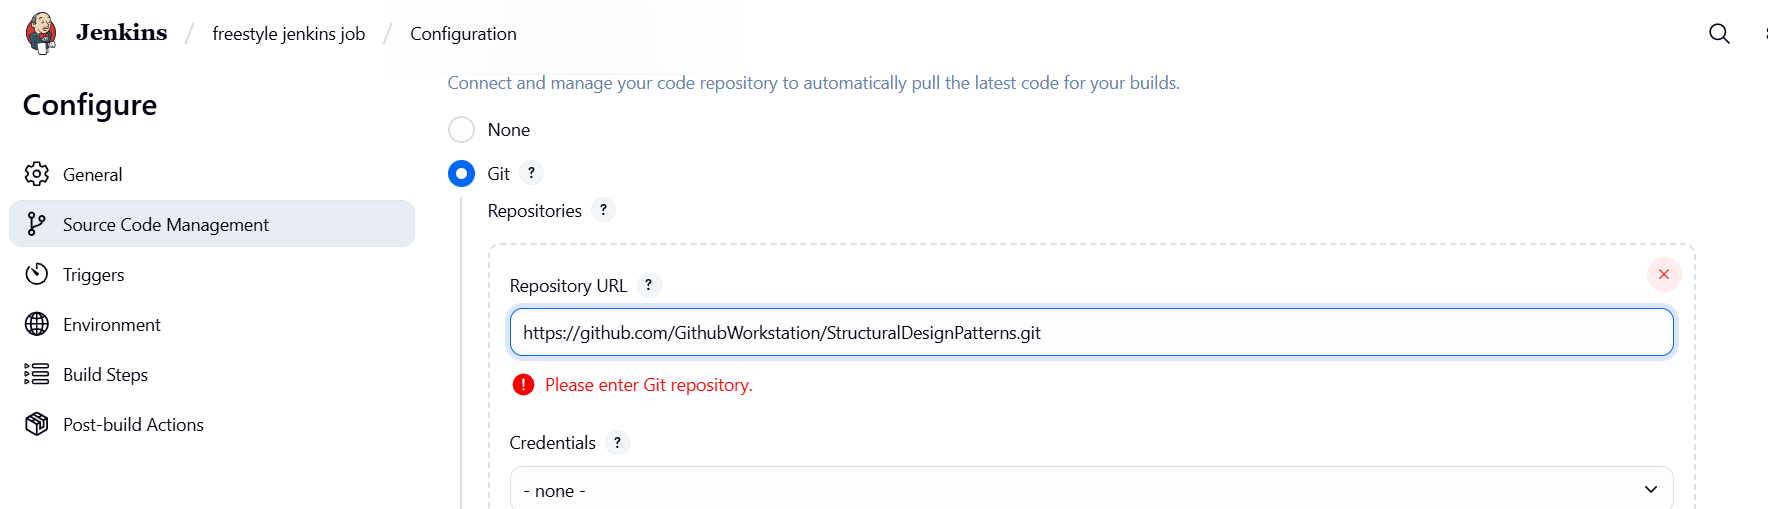 Jenkins / freestyle jenkins job / Configuration
Connect and manage your code repository to automatically pull the latest code for your builds.
Configure
None
General
Git ?
Repositories ?
Source Code Management
Triggers
Repository URL ?
Environment
https://github.com/GithubWorkstation/StructuralDesignPatterns.git
Build Steps
! Please enter Git repository.
Post-build Actions
Credentials ?
- none -